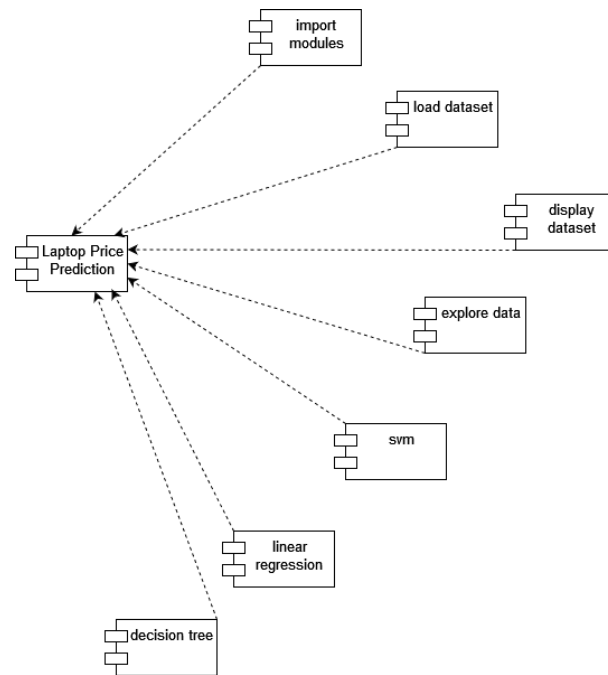 import
modules
load dataset
display
dataset
Laptop Price
Prediction
explore data
svm
linear
regression
decision tree